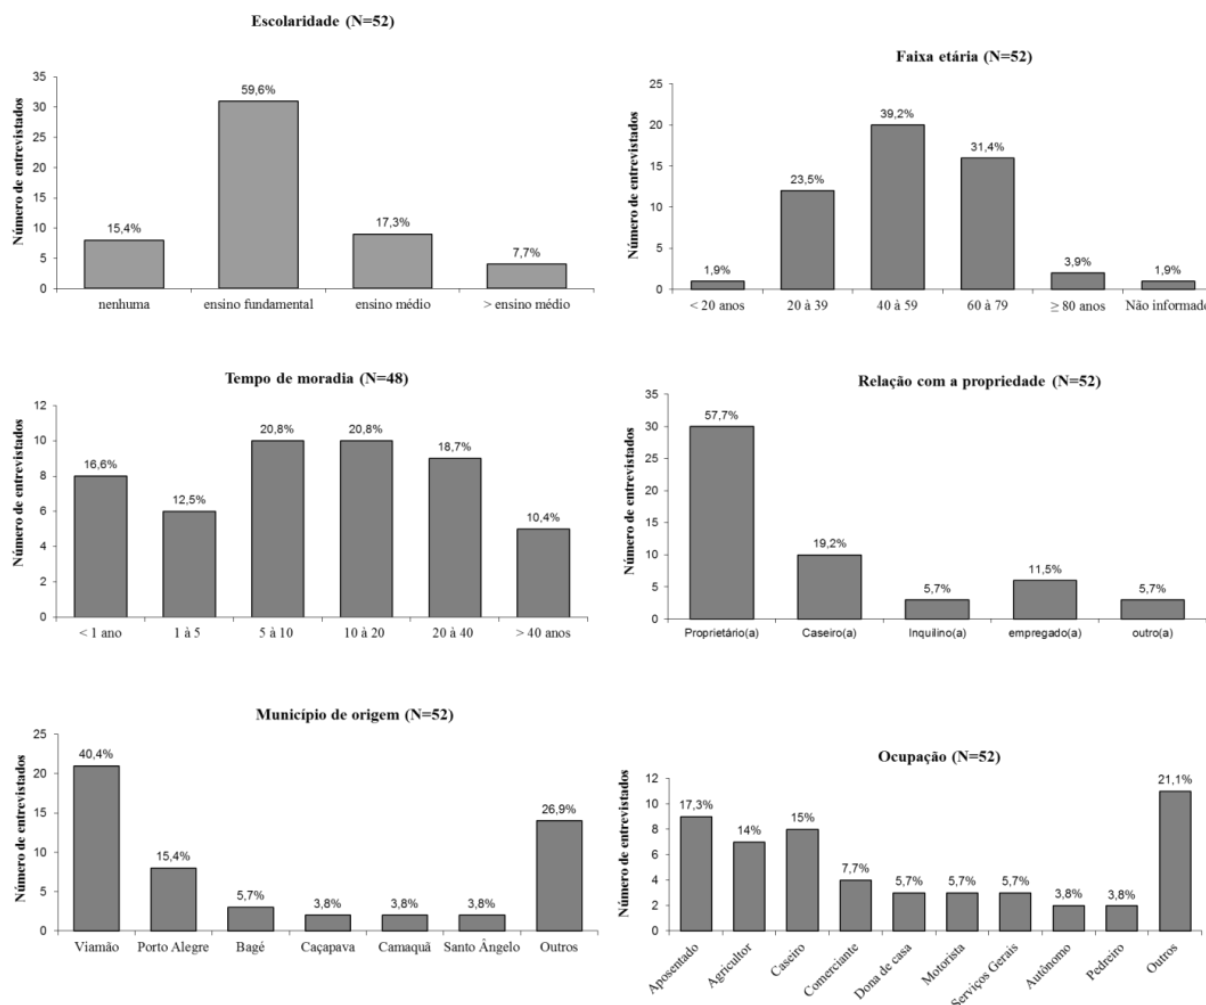 Escolaridade (N=52)
Número de entrevistados
35
30
25
20
15
10
5
0
15,4%
59,6%
17,3%
7,7%
nenhuma
ensino fundamental
ensino médio
> ensino médio
Faixa etária (N=52)
Número de entrevistados
25
20
15
10
5
0
1,9%
23,5%
39,2%
31,4%
3,9%
1,9%
< 20 anos
20 à 39
40 à 59
60 à 79
≥ 80 anos
Não informado
Tempo de moradia (N=48)
Número de entrevistados
12
10
8
6
4
2
0
16,6%
12,5%
20,8%
20,8%
18,7%
10,4%
< 1 ano
1 à 5
5 à 10
10 à 20
20 à 40
> 40 anos
Relação com a propriedade (N=52)
Número de entrevistados
35
30
25
20
15
10
5
0
57,7%
19,2%
5,7%
11,5%
5,7%
Proprietário(a)
Caseiro(a)
Inquilino(a)
empregado(a)
outro(a)
Município de origem (N=52)
Número de entrevistados
25
20
15
10
5
0
40,4%
15,4%
5,7%
3,8%
3,8%
3,8%
26,9%
Viamão
Porto Alegre
Bagé
Caçapava
Camaquã
Santo Ângelo
Outros
Ocupação (N=52)
Número de entrevistados
12
10
8
6
4
2
0
17,3%
14%
15%
7,7%
5,7%
5,7%
5,7%
3,8%
3,8%
21,1%
Aposentado
Agricultor
Caseiro
Comerciante
Dona de casa
Motorista
Serviços Gerais
Autônomo
Pedreiro
Outros